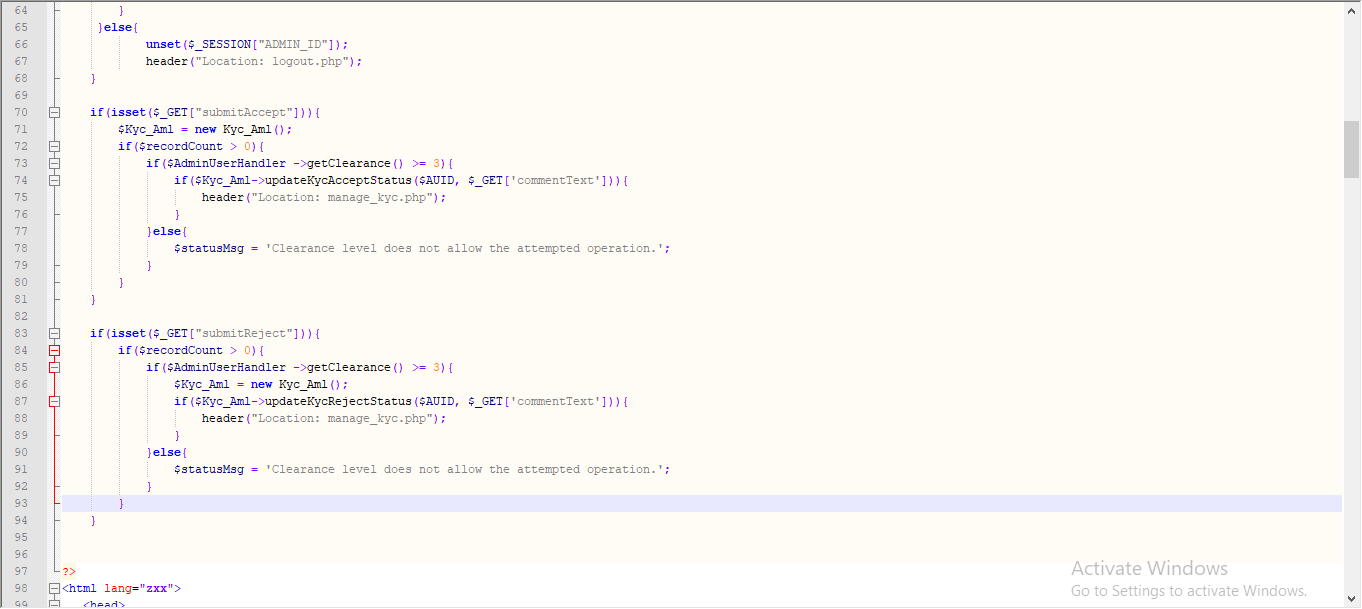 64 }
65 }else{
66 unset($_SESSION["ADMIN_ID"]);
67 header("Location: logout.php");
68 }
69
70 if(isset($_GET["submitAccept"])){
71 $Kyc_Aml = new Kyc_Aml();
72 if($recordCount > 0){
73 if($AdminUserHandler ->getClearance() >= 3){
74 if($Kyc_Aml->updateKycAcceptStatus($AUID, $_GET['commentText'])){
75 header("Location: manage_kyc.php");
76 }
77 }else{
78 $statusMsg = 'Clearance level does not allow the attempted operation.';
79 }
80 }
81 }
82
83 if(isset($_GET["submitReject"])){
84 if($recordCount > 0){
85 if($AdminUserHandler ->getClearance() >= 3){
86 $Kyc_Aml = new Kyc_Aml();
87 if($Kyc_Aml->updateKycRejectStatus($AUID, $_GET['commentText'])){
88 header("Location: manage_kyc.php");
89 }
90 }else{
91 $statusMsg = 'Clearance level does not allow the attempted operation.';
92 }
93 }
94 }
95
96
97 ?>
98 <html lang="zxx">
99 <head>
Activate Windows
Go to Settings to activate Windows.